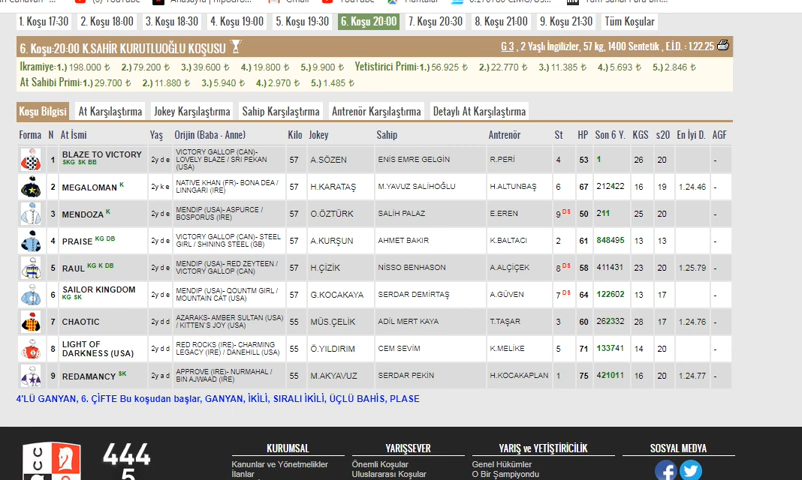 1. Koşu 17.30 2. Koşu 18.00 3. Koşu 18.30 4. Koşu 19.00 5. Koşu 19.30 6. Koşu 20:00 7. Koşu 20.30 8. Koşu 21.00 9. Koşu 21.30 Tüm Koşular
6. Koşu:20:00 K.SAHİR KURUTLUOĞLU KOŞUSU G 3 , 2 Yaşlı İngilizler, 57 kg, 1400 Sentetik , E.İ.D. : 1.22.25
İkramiye:1.) 198.000 ₺ 2.) 79.200 ₺ 3.) 39.600 ₺ 4.) 19.800 ₺ 5.) 9.900 ₺ Yetistirici Primi:1.) 56.925 ₺ 2.) 22.770 ₺ 3.) 11.385 ₺ 4.) 5.693 ₺ 5.) 2.846 ₺
At Sahibi Primi:1.) 29.700 ₺ 2.) 11.880 ₺ 3.) 5.940 ₺ 4.) 2.970 ₺ 5.) 1.485 ₺
Koşu Bilgisi At Karşılaştırma Jokey Karşılaştırma Sahip Karşılaştırma Antrenör Karşılaştırma Detaylı At Karşılaştırma
Forma N At İsmi Yaş Orijin (Baba - Anne) Kilo Jokey Sahip Antrenör St HP Son 6 Y. KGS s20 En İyi D. AGF
1 BLAZE TO VICTORY SKG SK BB 2y d e VICTORY GALLOP (CAN)- LOVELY BLAZE / SRI PEKAN (USA) 57 A.SÖZEN ENİS EMRE GELGİN R.PERİ 4 53 1 26 20 -
2 MEGALOMAN K 2y k e NATIVE KHAN (FR)- BONA DEA / LINNGARI (IRE) 57 H.KARATAŞ M.YAVUZ SALİHOĞLU H.ALTUNBAŞ 6 67 212422 16 19 1.24.46 -
3 MENDOZA K 2y d e MENDIP (USA)- ASPURCE / BOSPORUS (IRE) 57 O.ÖZTÜRK SALİH PALAZ E.EREN 9 DS 50 211 25 20 -
4 PRAISE KG DB 2y d e VICTORY GALLOP (CAN)- STEEL GIRL / SHINING STEEL (GB) 57 A.KURŞUN AHMET BAKIR K.BALTACI 2 61 848495 13 13 -
5 RAUL KG K DB 2y d e MENDIP (USA)- RED ZEYTEEN / VICTORY GALLOP (CAN) 57 H.ÇİZİK NİSSO BENHASON A.ALÇİÇEK 8 DS 58 411431 23 20 1.25.79 -
6 SAILOR KINGDOM KG SK 2y d e MENDIP (USA)- QOUNTM GIRL / MOUNTAIN CAT (USA) 57 G.KOCAKAYA SERDAR DEMİRTAŞ A.GÜVEN 7 DS 64 122602 13 17 -
7 CHAOTIC 2y d d AZARAKS- AMBER SULTAN (USA) / KITTEN'S JOY (USA) 55 MÜS.ÇELİK ADİL MERT KAYA T.TAŞAR 3 60 262332 28 17 1.24.76 -
8 LIGHT OF DARKNESS (USA) 2y d d RED ROCKS (IRE)- CHARMING LEGACY (IRE) / DANEHILL (USA) 55 Ö.YILDIRIM CEM SEVİM K.MELİKE 5 71 133741 14 20 -
9 REDAMANCY SK 2y a d APPROVE (IRE)- NURMAHAL / BIN AJWAAD (IRE) 55 M.AKYAVUZ SERDAR PEKİN H.KOCAKAPLAN 1 75 421011 16 20 1.24.77 -
4'LÜ GANYAN, 6. ÇİFTE Bu koşudan başlar, GANYAN, İKİLİ, SIRALI İKİLİ, ÜÇLÜ BAHİS, PLASE
444
5
KURUMSAL YARIŞSEVER YARIŞ ve YETİŞTİRİCİLİK SOSYAL MEDYA
Kanunlar ve Yönetmelikler Önemli Koşular Genel Hükümler
İlanlar Uluslararası Koşular O Bir Şampiyondu